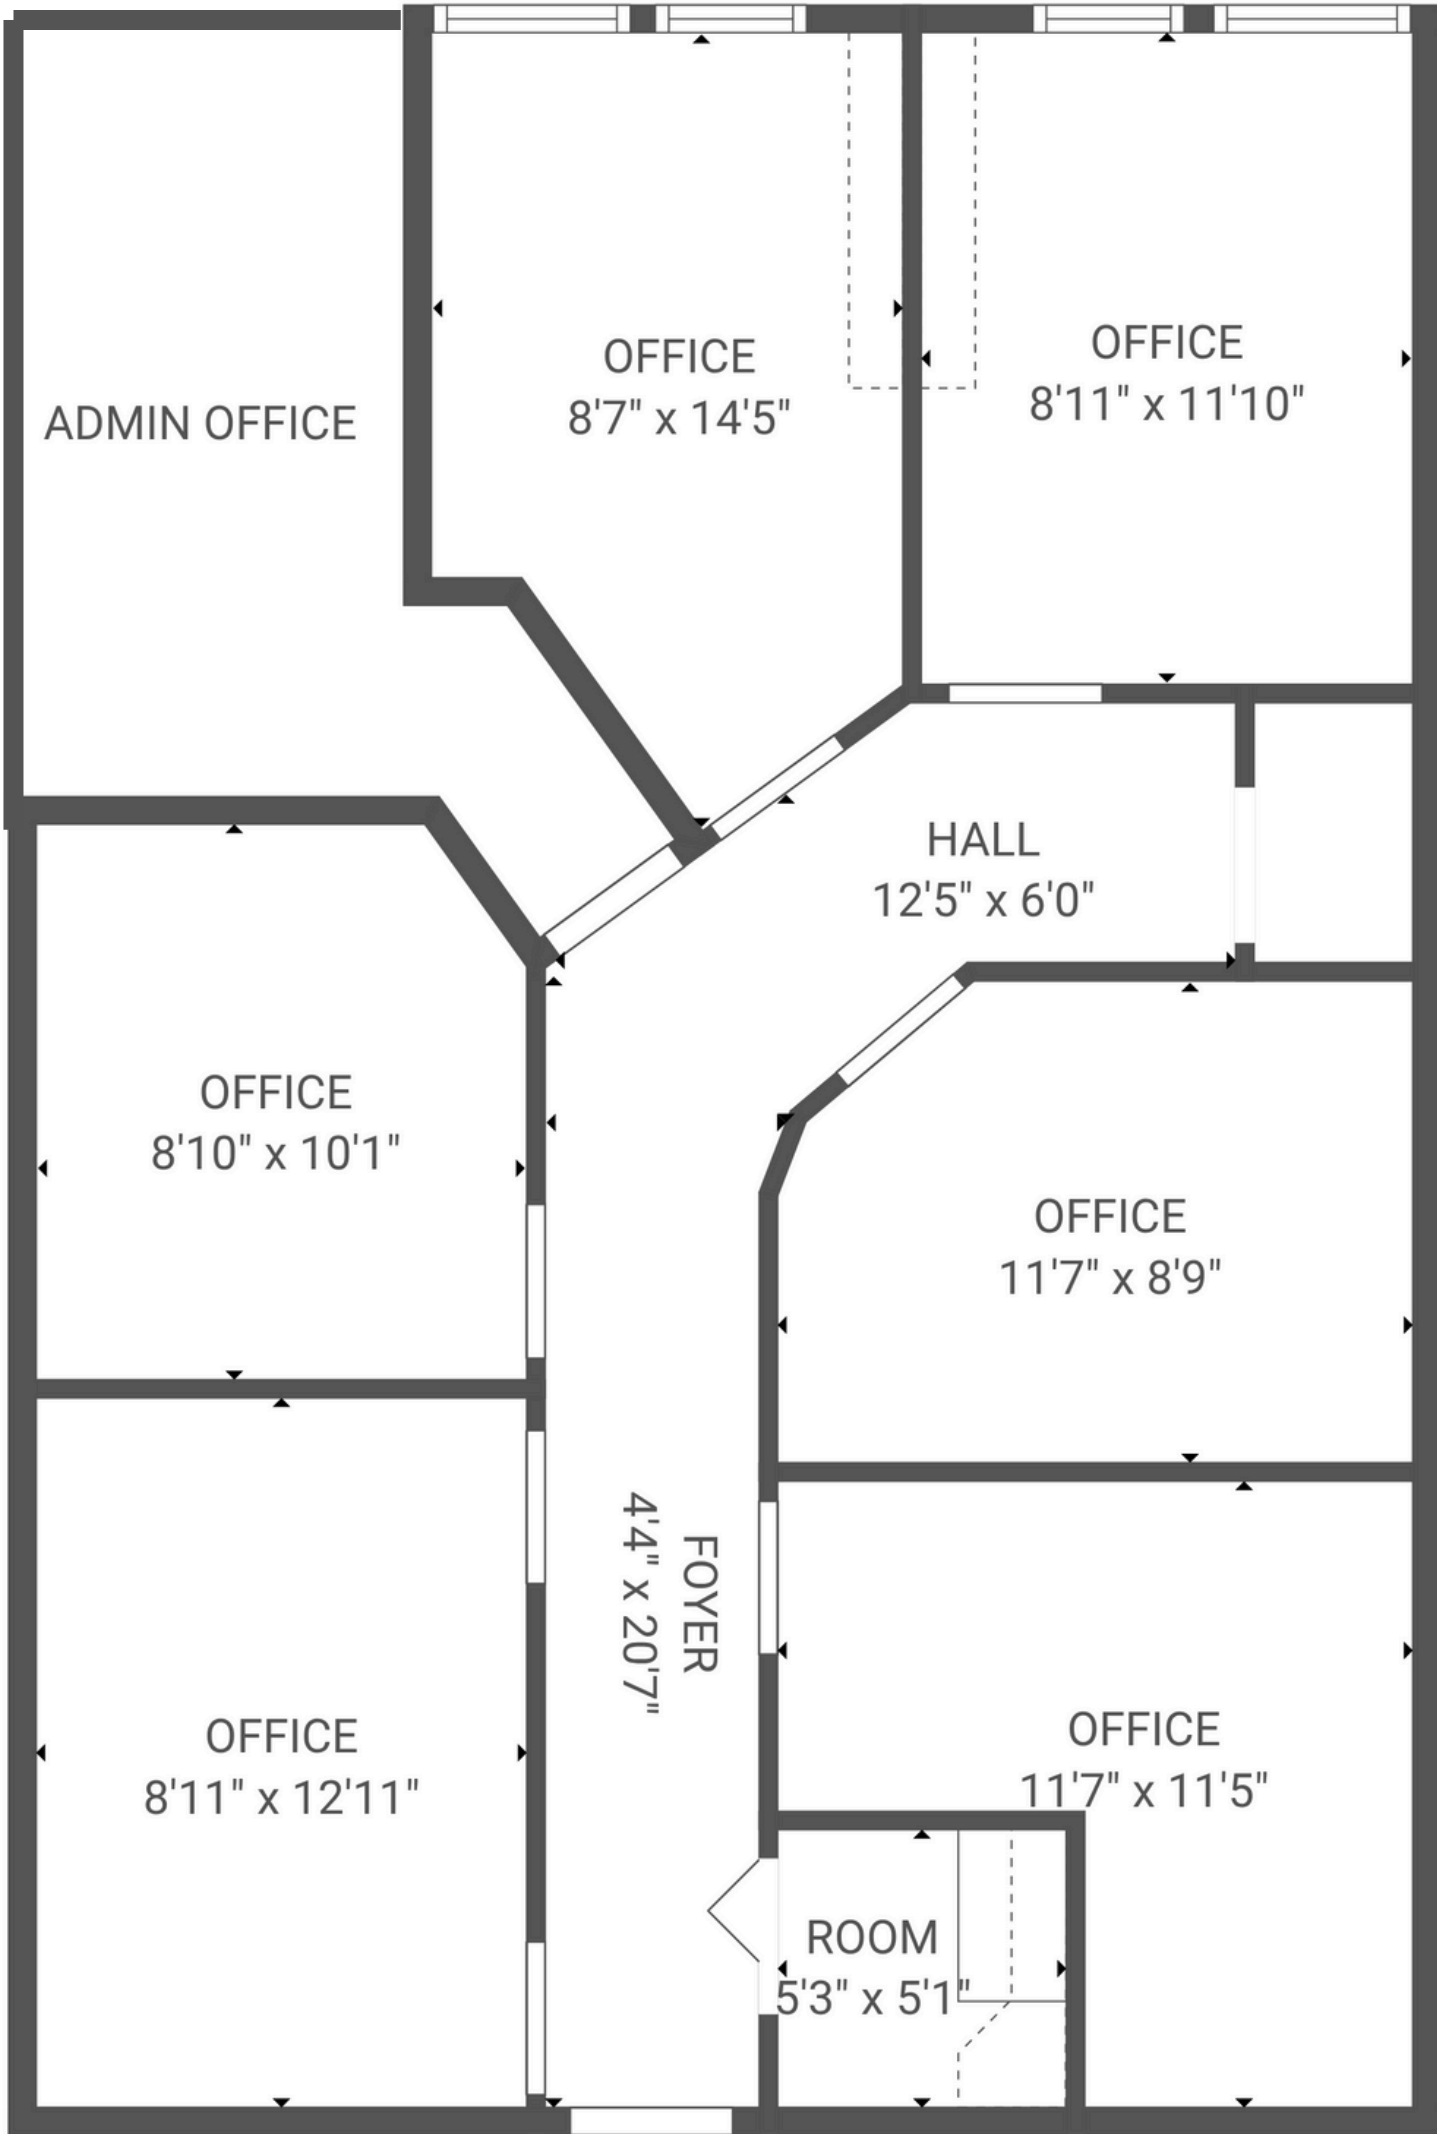 OFFICE
8'7" x 14'5"
OFFICE
8'11" x 11'10"
ADMIN OFFICE
HALL
12'5" x 6'0"
OFFICE
8'10" x 10'1"
OFFICE
11'7" x 8'9"
FOYER
4'4" x 20'7"
OFFICE
8'11" x 12'11"
OFFICE
11'7" x 11'5"
ROOM
5'3" x 5'1"